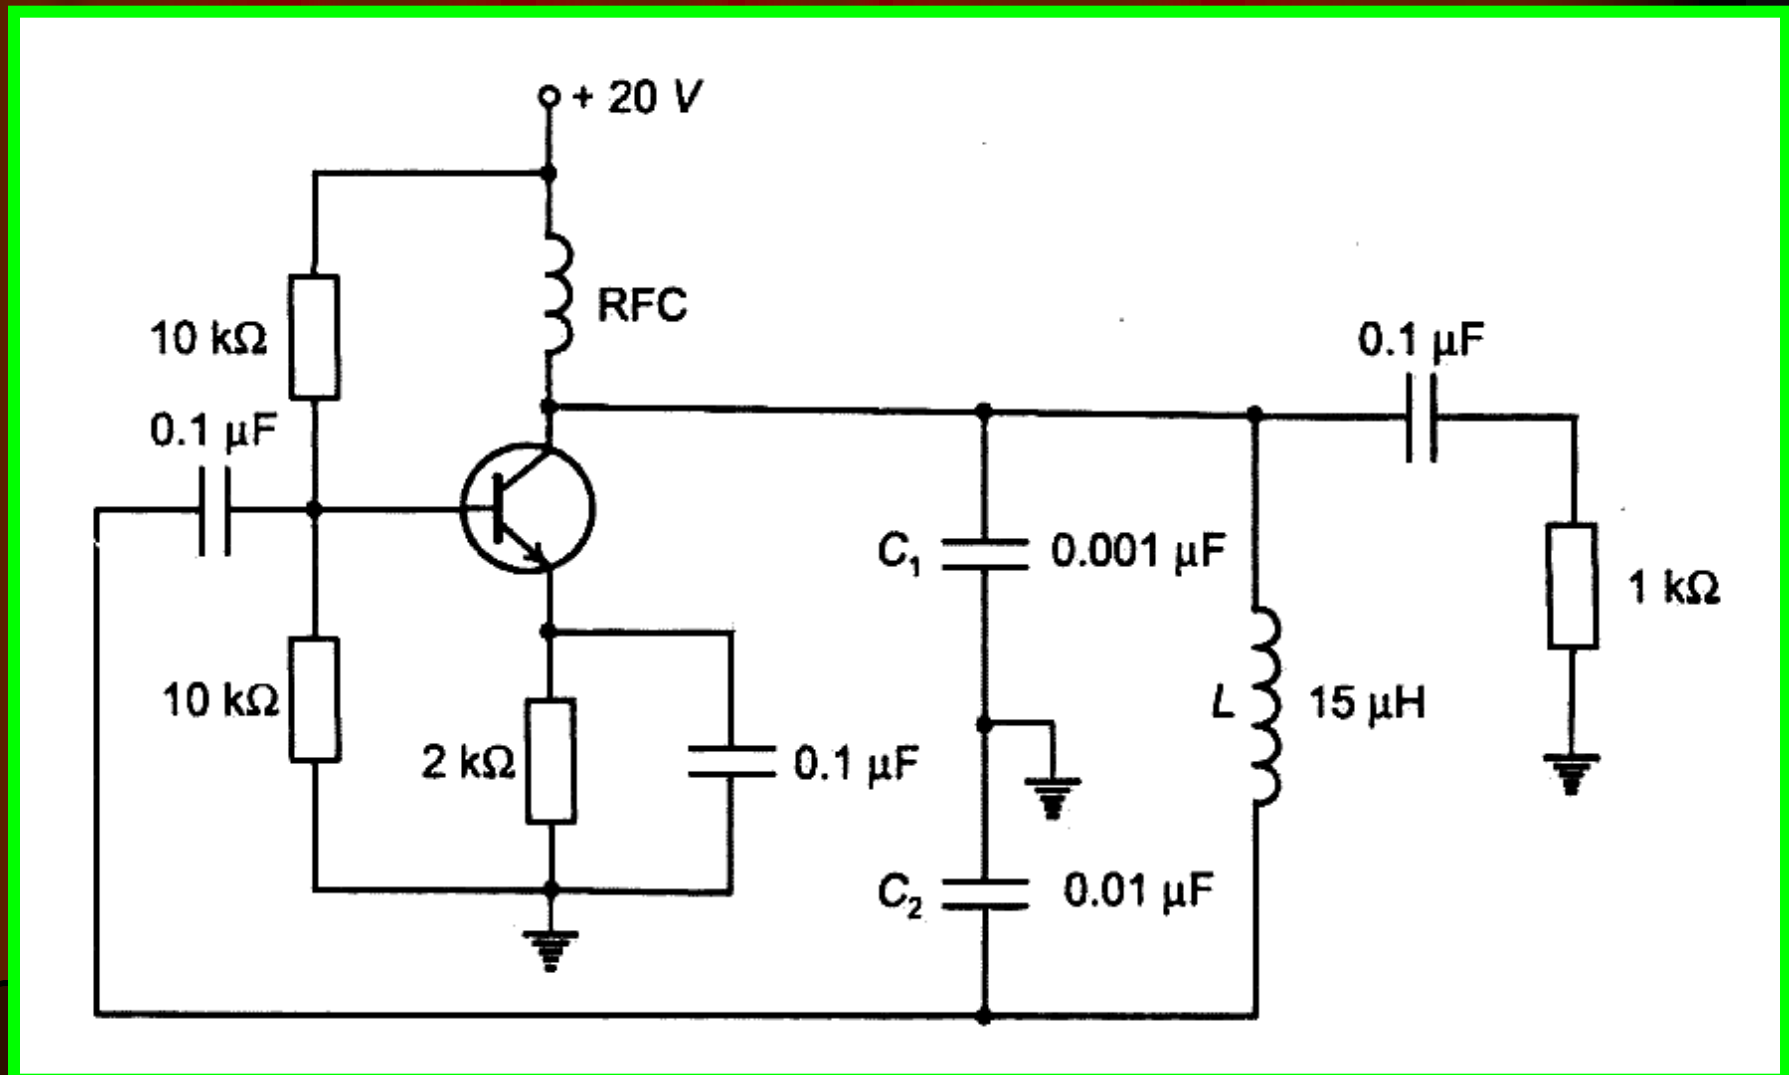 + 20 V
RFC
10 kΩ
0.1 μF
0.1 μF
C₁ 0.001 μF
1 kΩ
10 kΩ
L 15 μH
2 kΩ
0.1 μF
C₂ 0.01 μF